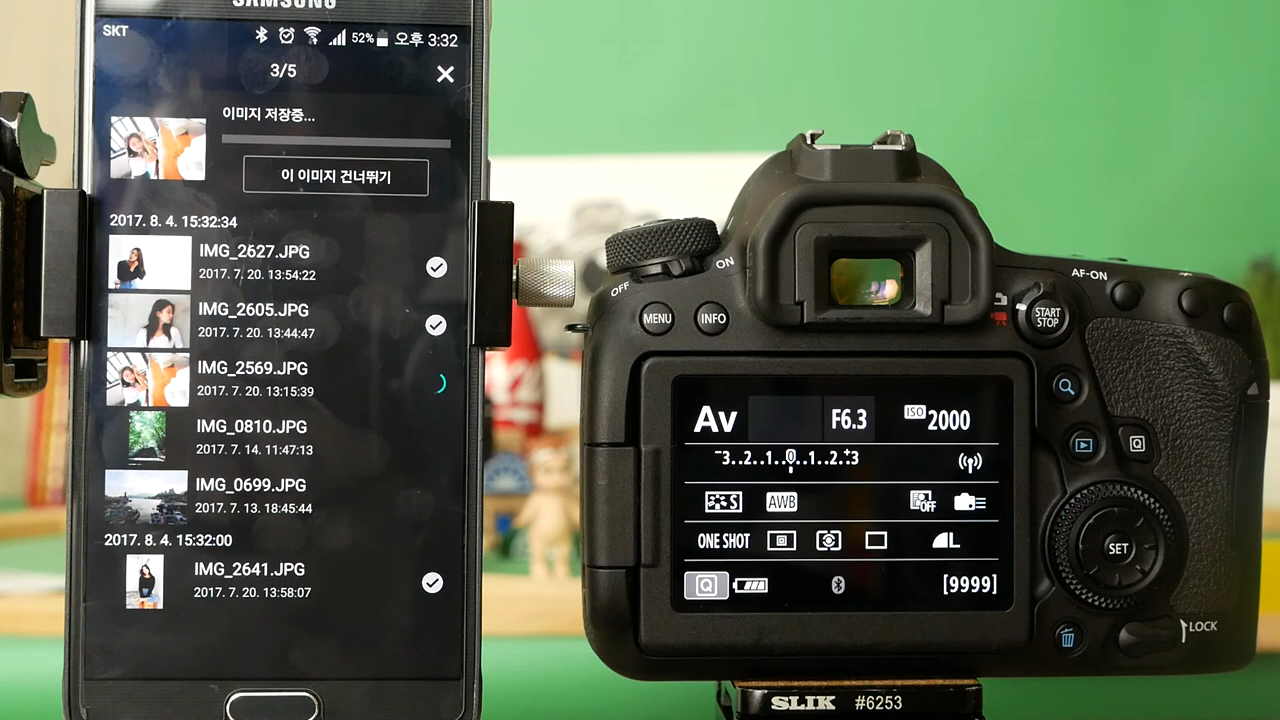 SAMSUNG
SKT 52% 오후 3:32
3/5
이미지 저장중...
이 이미지 건너뛰기
2017. 8. 4. 15:32:34
IMG_2627.JPG
2017. 7. 20. 13:54:22
IMG_2605.JPG
2017. 7. 20. 13:44:47
IMG_2569.JPG
2017. 7. 20. 13:15:39
IMG_0810.JPG
2017. 7. 14. 11:47:13
IMG_0699.JPG
2017. 7. 13. 18:45:44
2017. 8. 4. 15:32:00
IMG_2641.JPG
2017. 7. 20. 13:58:07
ON
OFF
MENU
INFO
AF-ON
START
STOP
Av F6.3 ISO 2000
-3..2..1..0..1..2..+3
S AWB OFF
ONE SHOT L
Q [9999]
Q
SET
LOCK
SLIK #6253